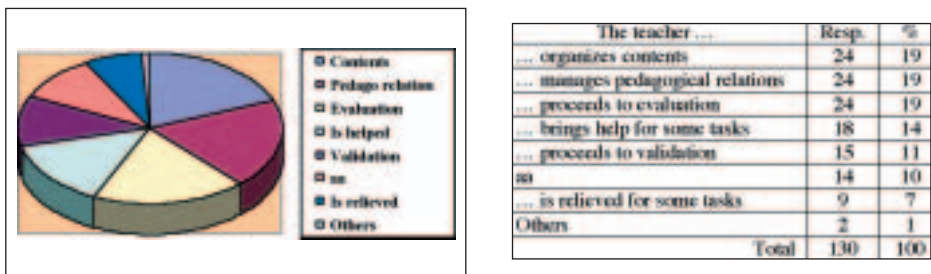 Contents
Pedago relation
Evaluation
Is helped
Validation
aa
Is relieved
Others
The teacher … Resp. %
… organizes contents 24 19
… manages pedagogical relations 24 19
… proceeds to evaluation 24 19
… brings help for some tasks 18 14
… proceeds to validation 15 11
aa 14 10
… is relieved for some tasks 9 7
Others 2 1
Total 130 100